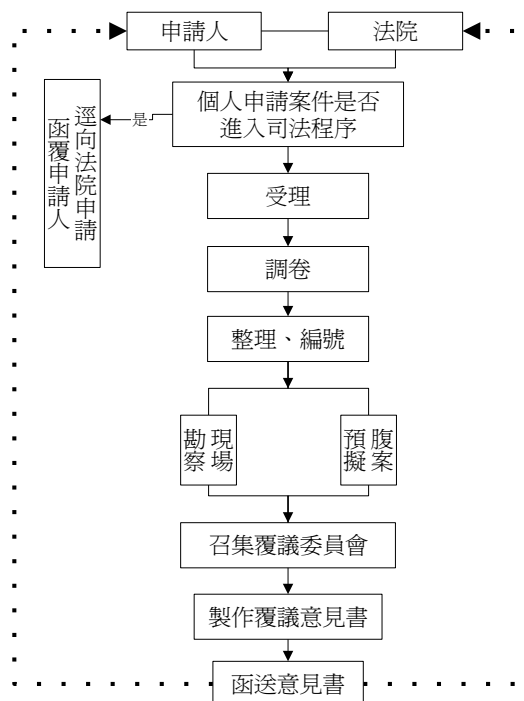 申請人
法院
個人申請案件是否
進入司法程序
是
逕向法院申請
函覆申請人
受理
調卷
整理、編號
現場
勘察
腹案
預擬
召集覆議委員會
製作覆議意見書
函送意見書